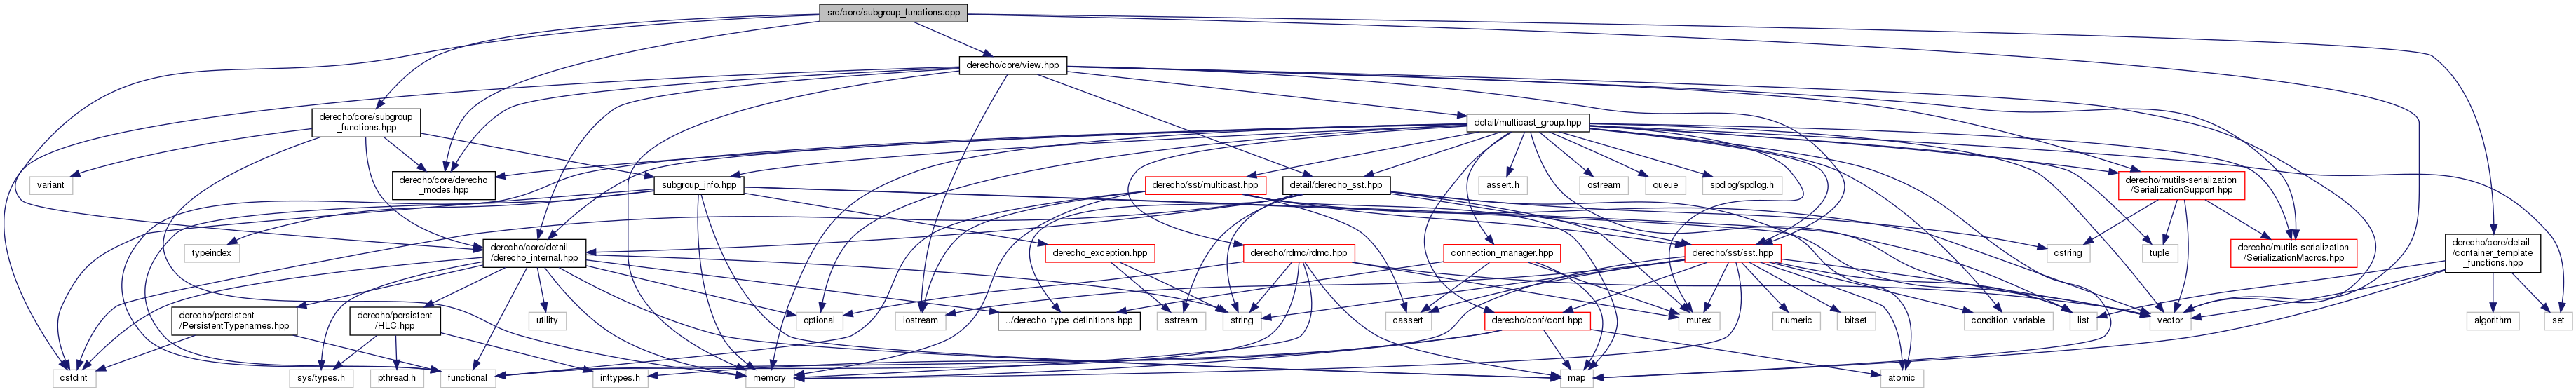 src/core/subgroup_functions.cpp
derecho/core/view.hpp
derecho/core/subgroup
_functions.hpp
detail/multicast_group.hpp
variant
derecho/core/derecho
_modes.hpp
subgroup_info.hpp
derecho/sst/multicast.hpp
detail/derecho_sst.hpp
assert.h
ostream
queue
spdlog/spdlog.h
derecho/mutils-serialization
/SerializationSupport.hpp
typeindex
derecho/core/detail
/derecho_internal.hpp
derecho_exception.hpp
derecho/rdmc/rdmc.hpp
connection_manager.hpp
derecho/sst/sst.hpp
cstring
tuple
derecho/mutils-serialization
/SerializationMacros.hpp
derecho/core/detail
/container_template
_functions.hpp
derecho/persistent
/PersistentTypenames.hpp
derecho/persistent
/HLC.hpp
utility
optional
iostream
../derecho_type_definitions.hpp
sstream
string
cassert
derecho/conf/conf.hpp
mutex
numeric
bitset
condition_variable
list
vector
algorithm
set
cstdint
sys/types.h
pthread.h
functional
inttypes.h
memory
map
atomic